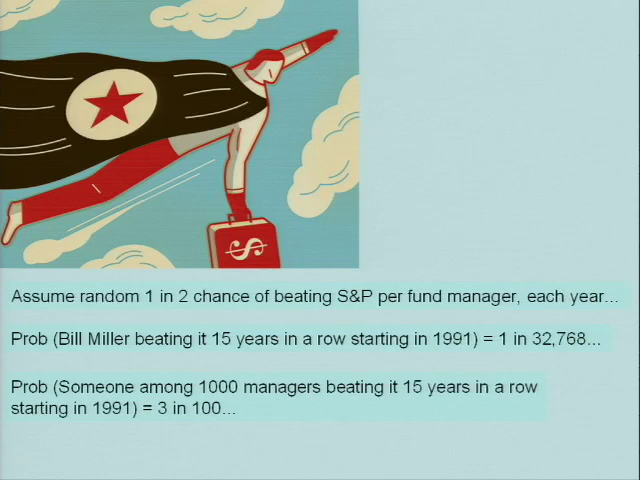 $
Assume random 1 in 2 chance of beating S&P per fund manager, each year...
Prob (Bill Miller beating it 15 years in a row starting in 1991) = 1 in 32,768...
Prob (Someone among 1000 managers beating it 15 years in a row
starting in 1991) = 3 in 100...